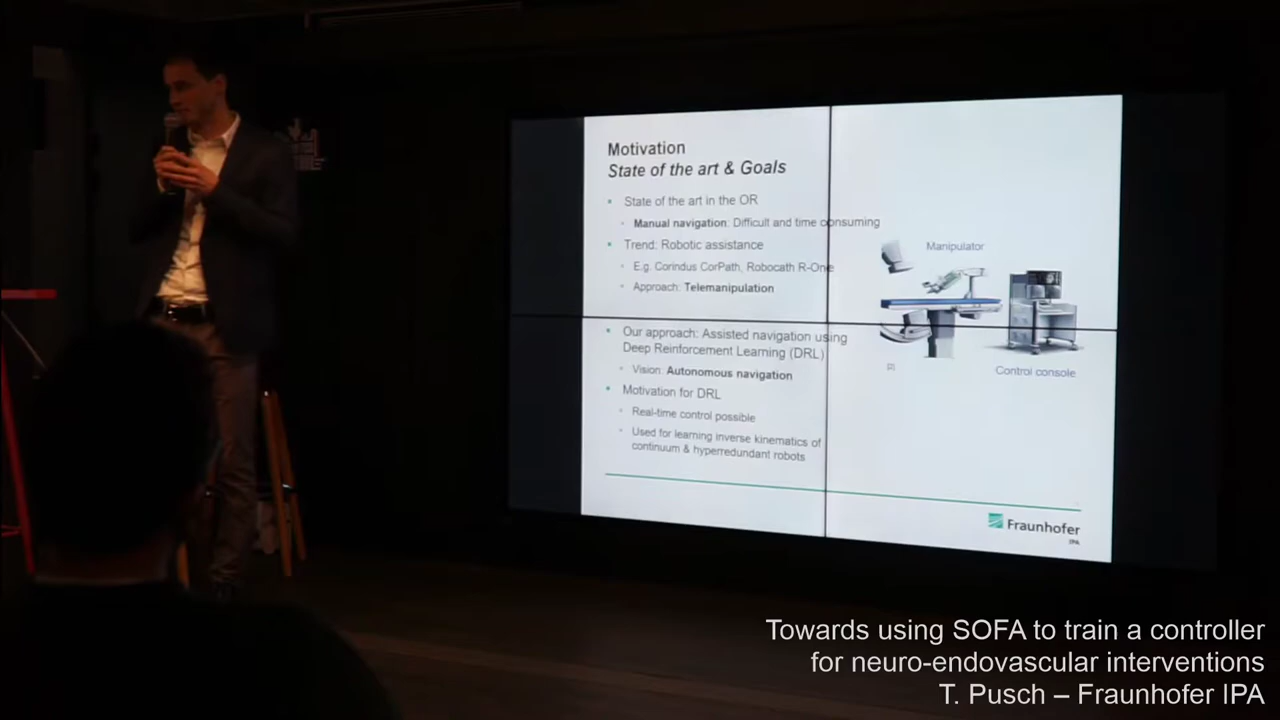 Motivation
State of the art & Goals
State of the art in the OR
Manual navigation: Difficult and time consuming
Trend: Robotic assistance
E.g. Corindus CorPath, Robocath R-One
Approach: Telemanipulation
Our approach: Assisted navigation using
Deep Reinforcement Learning (DRL)
Vision: Autonomous navigation
Motivation for DRL
Real-time control possible
Used for learning inverse kinematics of
continuum & hyperredundant robots
Manipulator
[2]
Control console
Fraunhofer
IPA
Towards using SOFA to train a controller
for neuro-endovascular interventions
T. Pusch – Fraunhofer IPA